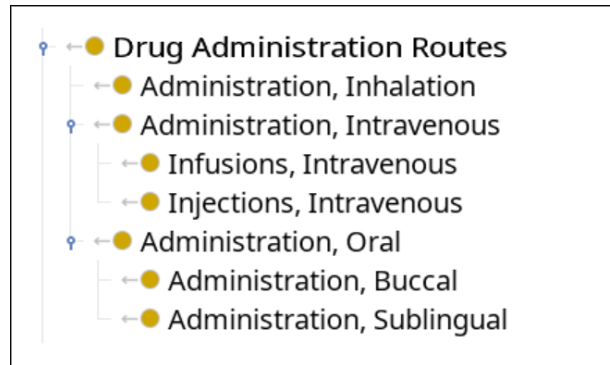 Drug Administration Routes
Administration, Inhalation
Administration, Intravenous
Infusions, Intravenous
Injections, Intravenous
Administration, Oral
Administration, Buccal
Administration, Sublingual